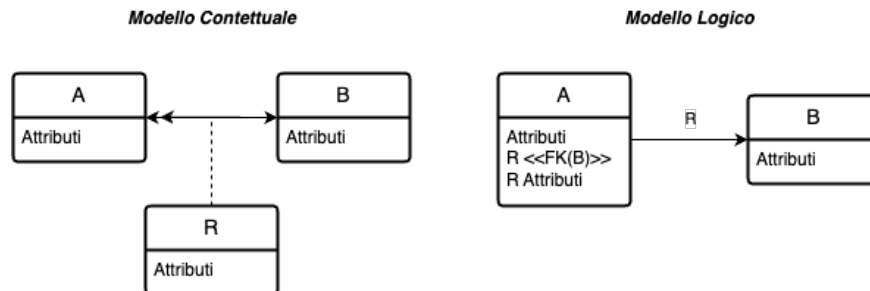 Modello Contettuale
Modello Logico
A
Attributi
B
Attributi
R
Attributi
A
Attributi
R <<FK(B)>>
R Attributi
R
B
Attributi